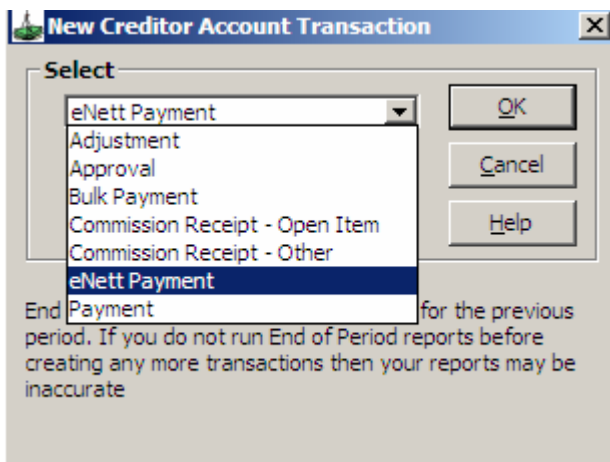 New Creditor Account Transaction
Select
eNett Payment
OK
Adjustment
Approval
Cancel
Bulk Payment
Commission Receipt - Open Item
Help
Commission Receipt - Other
eNett Payment
Payment
End for the previous
period. If you do not run End of Period reports before
creating any more transactions then your reports may be
inaccurate